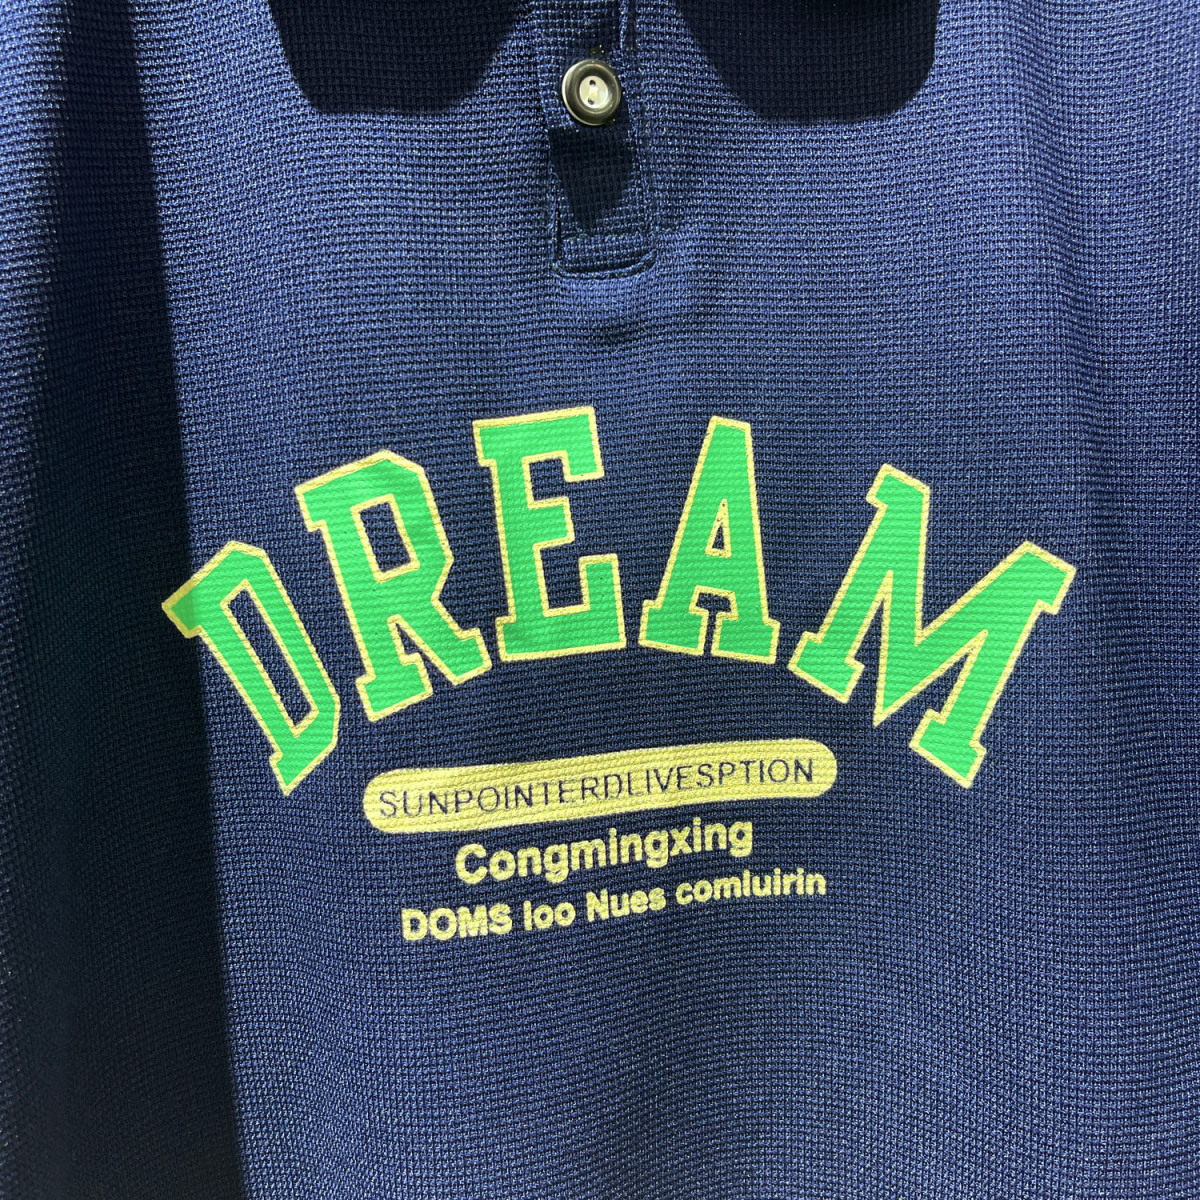 DREAM
SUNPOINTERDLIVESPTION
Congmingxing
DOMS loo Nues comluirin